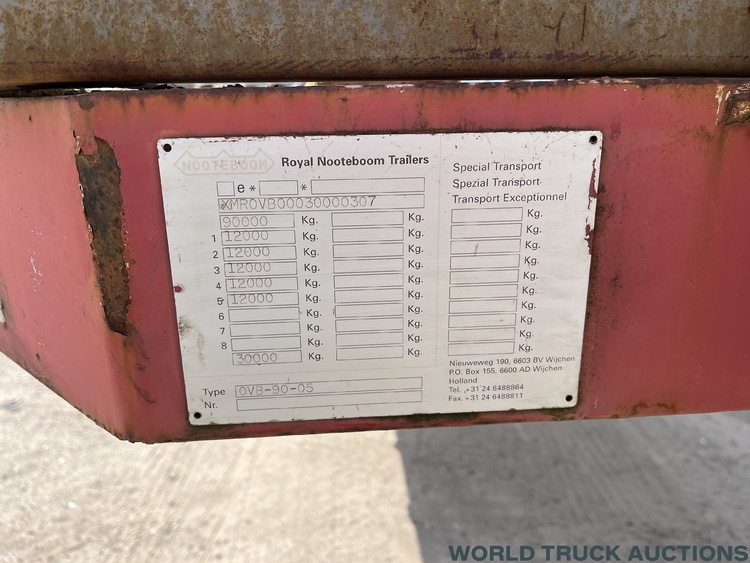 NOOTEBOOM
Royal Nooteboom Trailers
e* *
XMROVB00030000307
90000 Kg. Kg.
1 12000 Kg. Kg.
2 12000 Kg. Kg.
3 12000 Kg. Kg.
4 12000 Kg. Kg.
5 12000 Kg. Kg.
6 Kg. Kg.
7 Kg. Kg.
8 Kg. Kg.
30000 Kg. Kg.
Type OVB-90-05
Nr.
Special Transport
Spezial Transport
Transport Exceptionnel
Kg.
Kg.
Kg.
Kg.
Kg.
Kg.
Kg.
Kg.
Kg.
Kg.
Nieuweweg 190, 6603 BV Wijchen
P.O. Box 155, 6600 AD Wijchen
Holland
Tel. +31 24 6488864
Fax. +31 24 6488811
WORLD TRUCK AUCTIONS